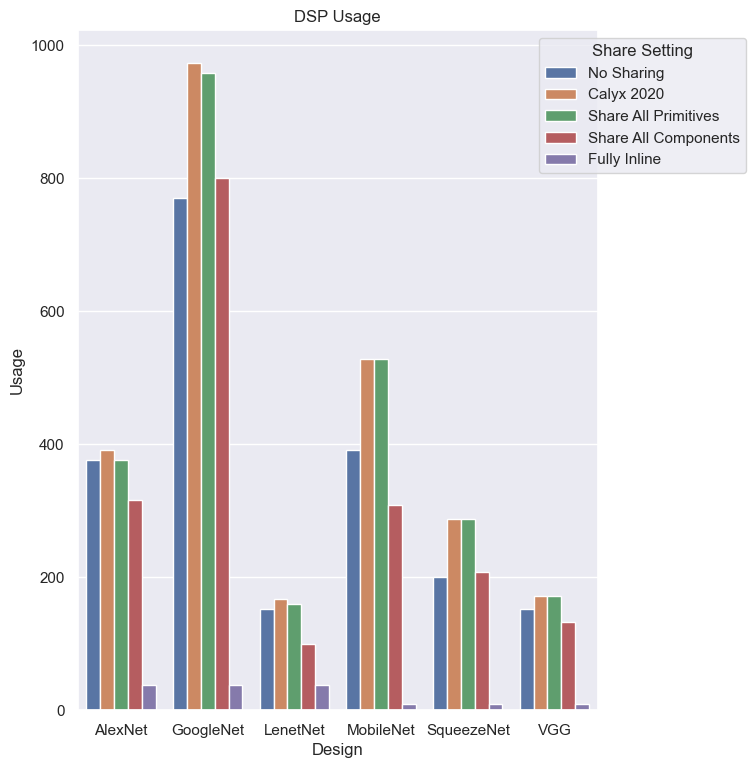 DSP Usage
Share Setting
No Sharing
Calyx 2020
Share All Primitives
Share All Components
Fully Inline
1000
800
600
400
200
0
Usage
AlexNet GoogleNet LenetNet MobileNet SqueezeNet VGG
Design